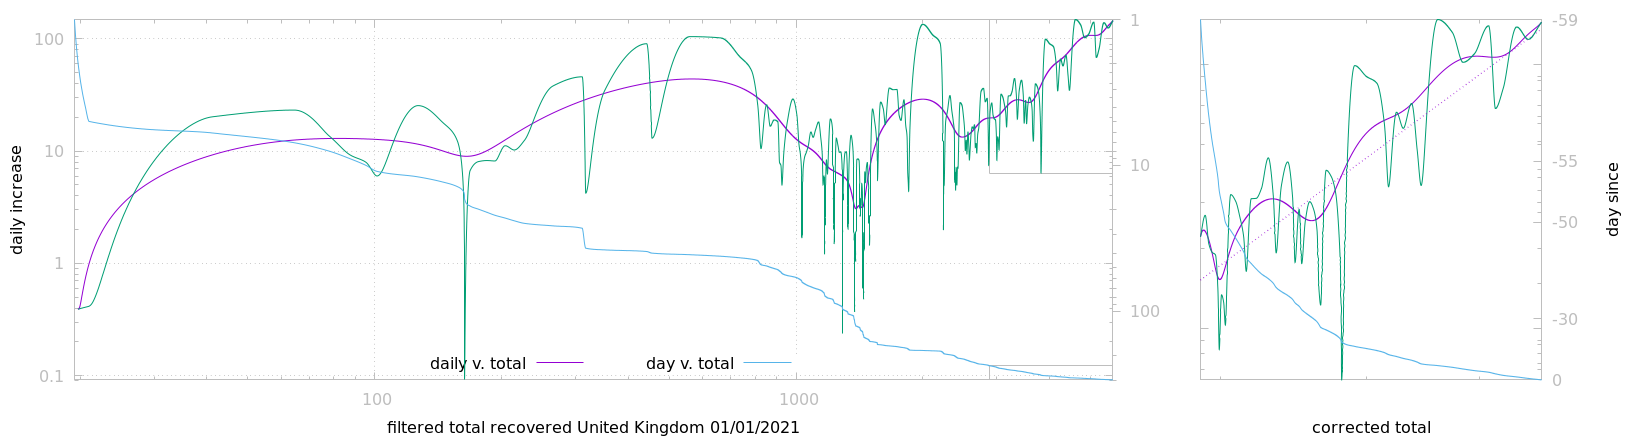 100
10
1
0.1
daily increase
daily v. total
day v. total
100
1000
filtered total recovered United Kingdom 01/01/2021
1
10
100
-59
-55
-50
-30
0
day since
corrected total